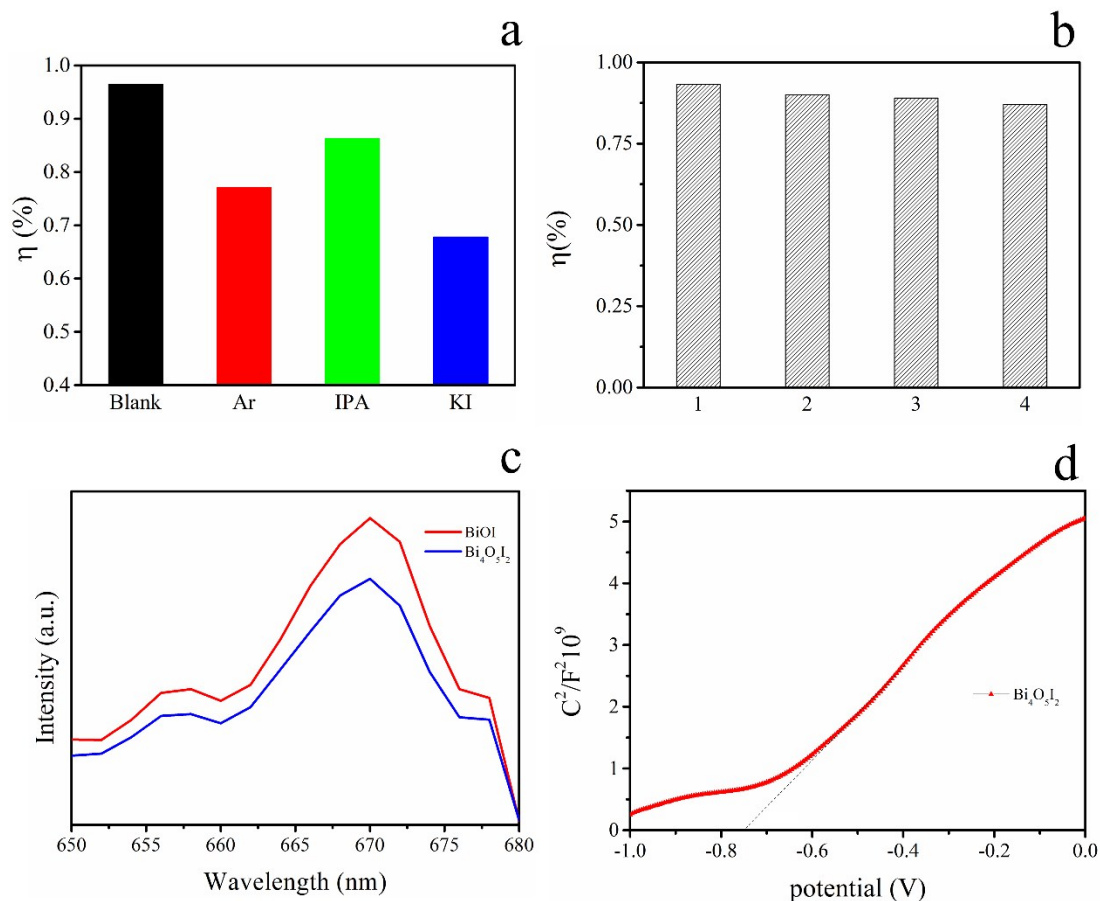 a
1.0
0.9
0.8
0.7
0.6
0.5
0.4
η (%)
Blank Ar IPA KI
b
1.00
0.75
0.50
0.25
0.00
η(%)
1 2 3 4
c
BiOI
Bi₄O₅I₂
Intensity (a.u.)
650 655 660 665 670 675 680
Wavelength (nm)
d
5
4
3
2
1
0
C²/F²10⁹
Bi₄O₅I₂
-1.0 -0.8 -0.6 -0.4 -0.2 0.0
potential (V)